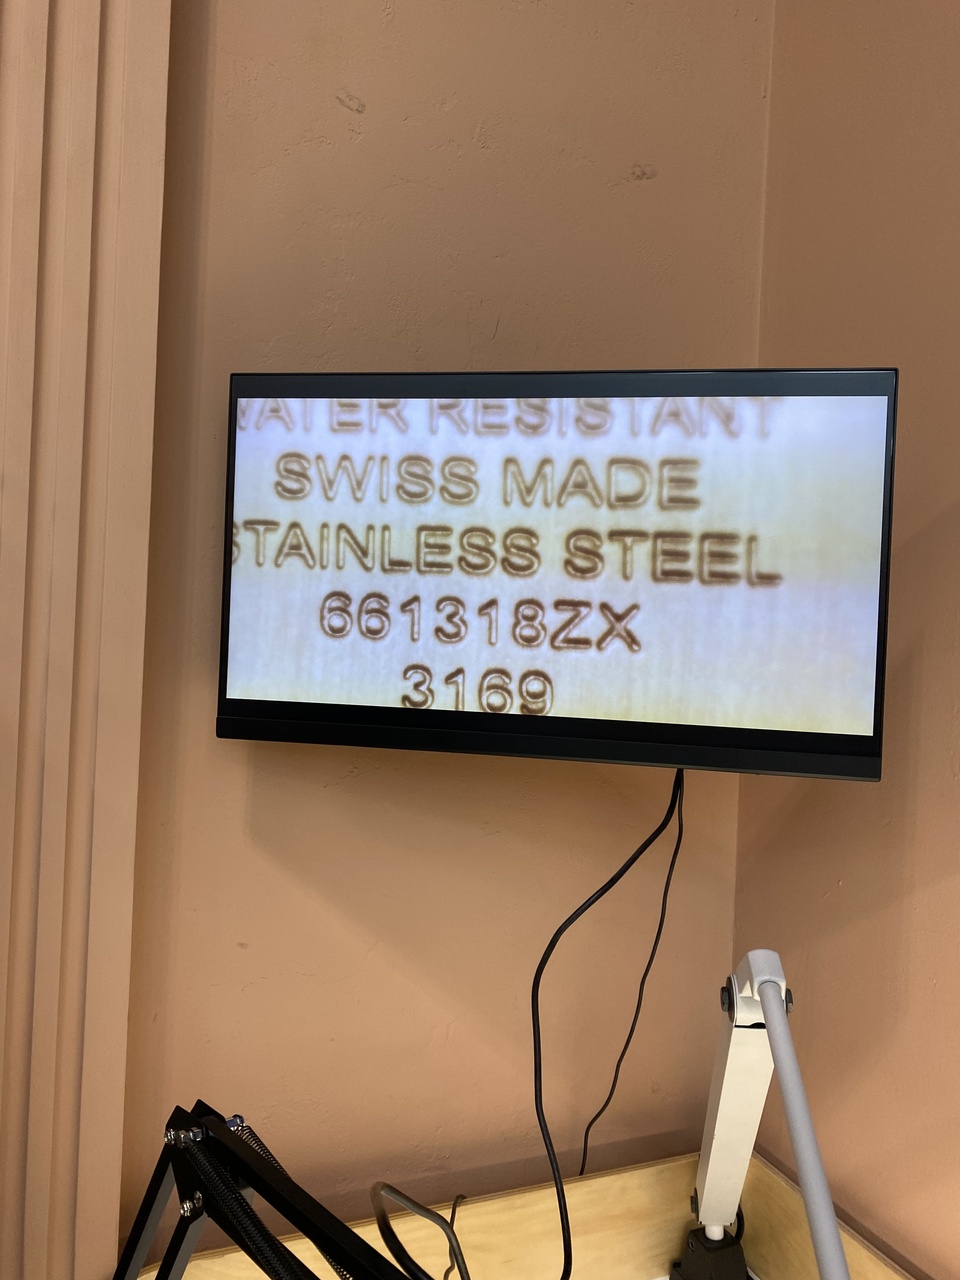 WATER RESISTANT
SWISS MADE
STAINLESS STEEL
661318ZX
3169